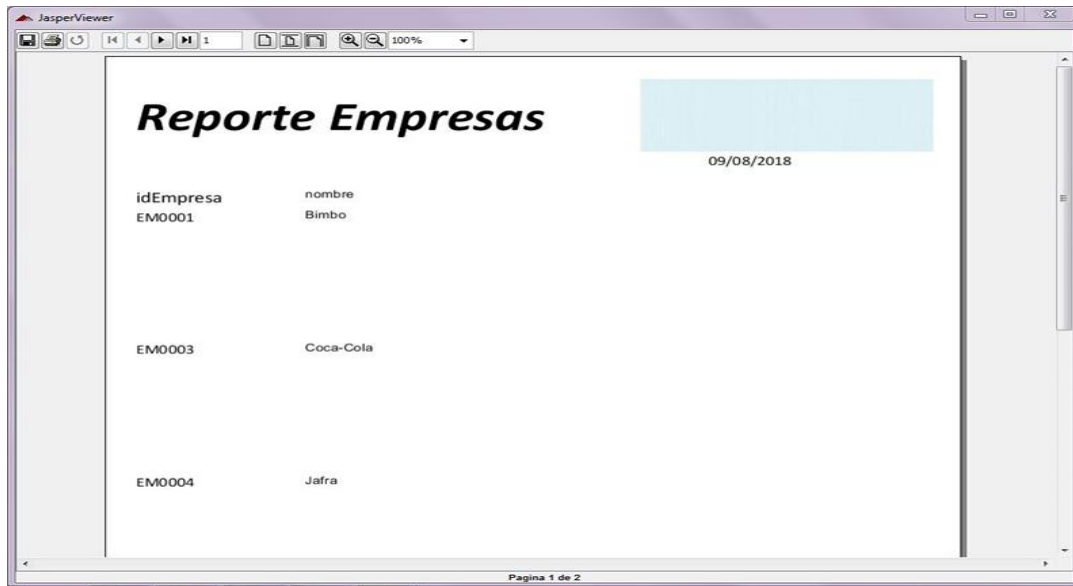 JasperViewer
1
100%
Reporte Empresas
09/08/2018
idEmpresa nombre
EM0001 Bimbo
EM0003 Coca-Cola
EM0004 Jafra
Pagina 1 de 2